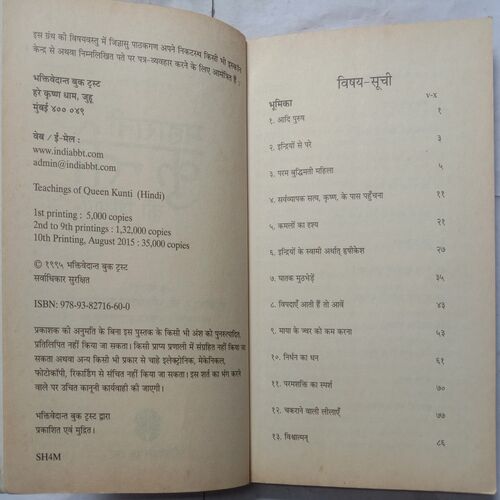 इस ग्रंथ की विषयवस्तु में जिज्ञासु पाठकगण अपने निकटस्थ किसी भी इस्कॉन
केन्द्र से अथवा निम्नलिखित पते पर पत्र-व्यवहार करने के लिए आमंत्रित हैं :
भक्तिवेदान्त बुक ट्रस्ट
हरे कृष्ण धाम, जुहू
मुंबई ४०० ०४९
वेब / ई-मेल :
www.indiabbt.com
admin@indiabbt.com
Teachings of Queen Kunti (Hindi)
1st printing : 5,000 copies
2nd to 9th printings : 1,32,000 copies
10th Printing, August 2015 : 35,000 copies
© १९९५ भक्तिवेदान्त बुक ट्रस्ट
सर्वाधिकार सुरक्षित
ISBN: 978-93-82716-60-0
प्रकाशक की अनुमति के बिना इस पुस्तक के किसी भी अंश को पुनरुत्पादित,
प्रतिलिपित नहीं किया जा सकता। किसी प्राप्य प्रणाली में संग्रहित नहीं किया जा
सकता अथवा अन्य किसी भी प्रकार से चाहे इलेक्ट्रोनिक, मेकेनिकल,
फोटोकॉपी, रिकार्डिंग से संचित नहीं किया जा सकता। इस शर्त का भंग करने
वाले पर उचित कानूनी कार्यवाही की जाएगी।
भक्तिवेदान्त बुक ट्रस्ट द्वारा
प्रकाशित एवं मुद्रित।
SH4M
विषय-सूची
भूमिका v-x
१. आदि पुरुष १
२. इन्द्रियों से परे ३
३. परम बुद्धिमती महिला ५
४. सर्वव्यापक सत्य, कृष्ण, के पास पहुँचना ११
५. कमलों का दृश्य २१
६. इन्द्रियों के स्वामी अर्थात् हृषीकेश २७
७. घातक मुठभेड़ें ३५
८. विपदाएँ आती हैं तो आवें ४३
९. माया के ज्वर को कम करना ५३
१०. निर्धन का धन ६१
११. परमशक्ति का स्पर्श ७०
१२. चकराने वाली लीलाएँ ७७
१३. विश्वात्मन् ८६